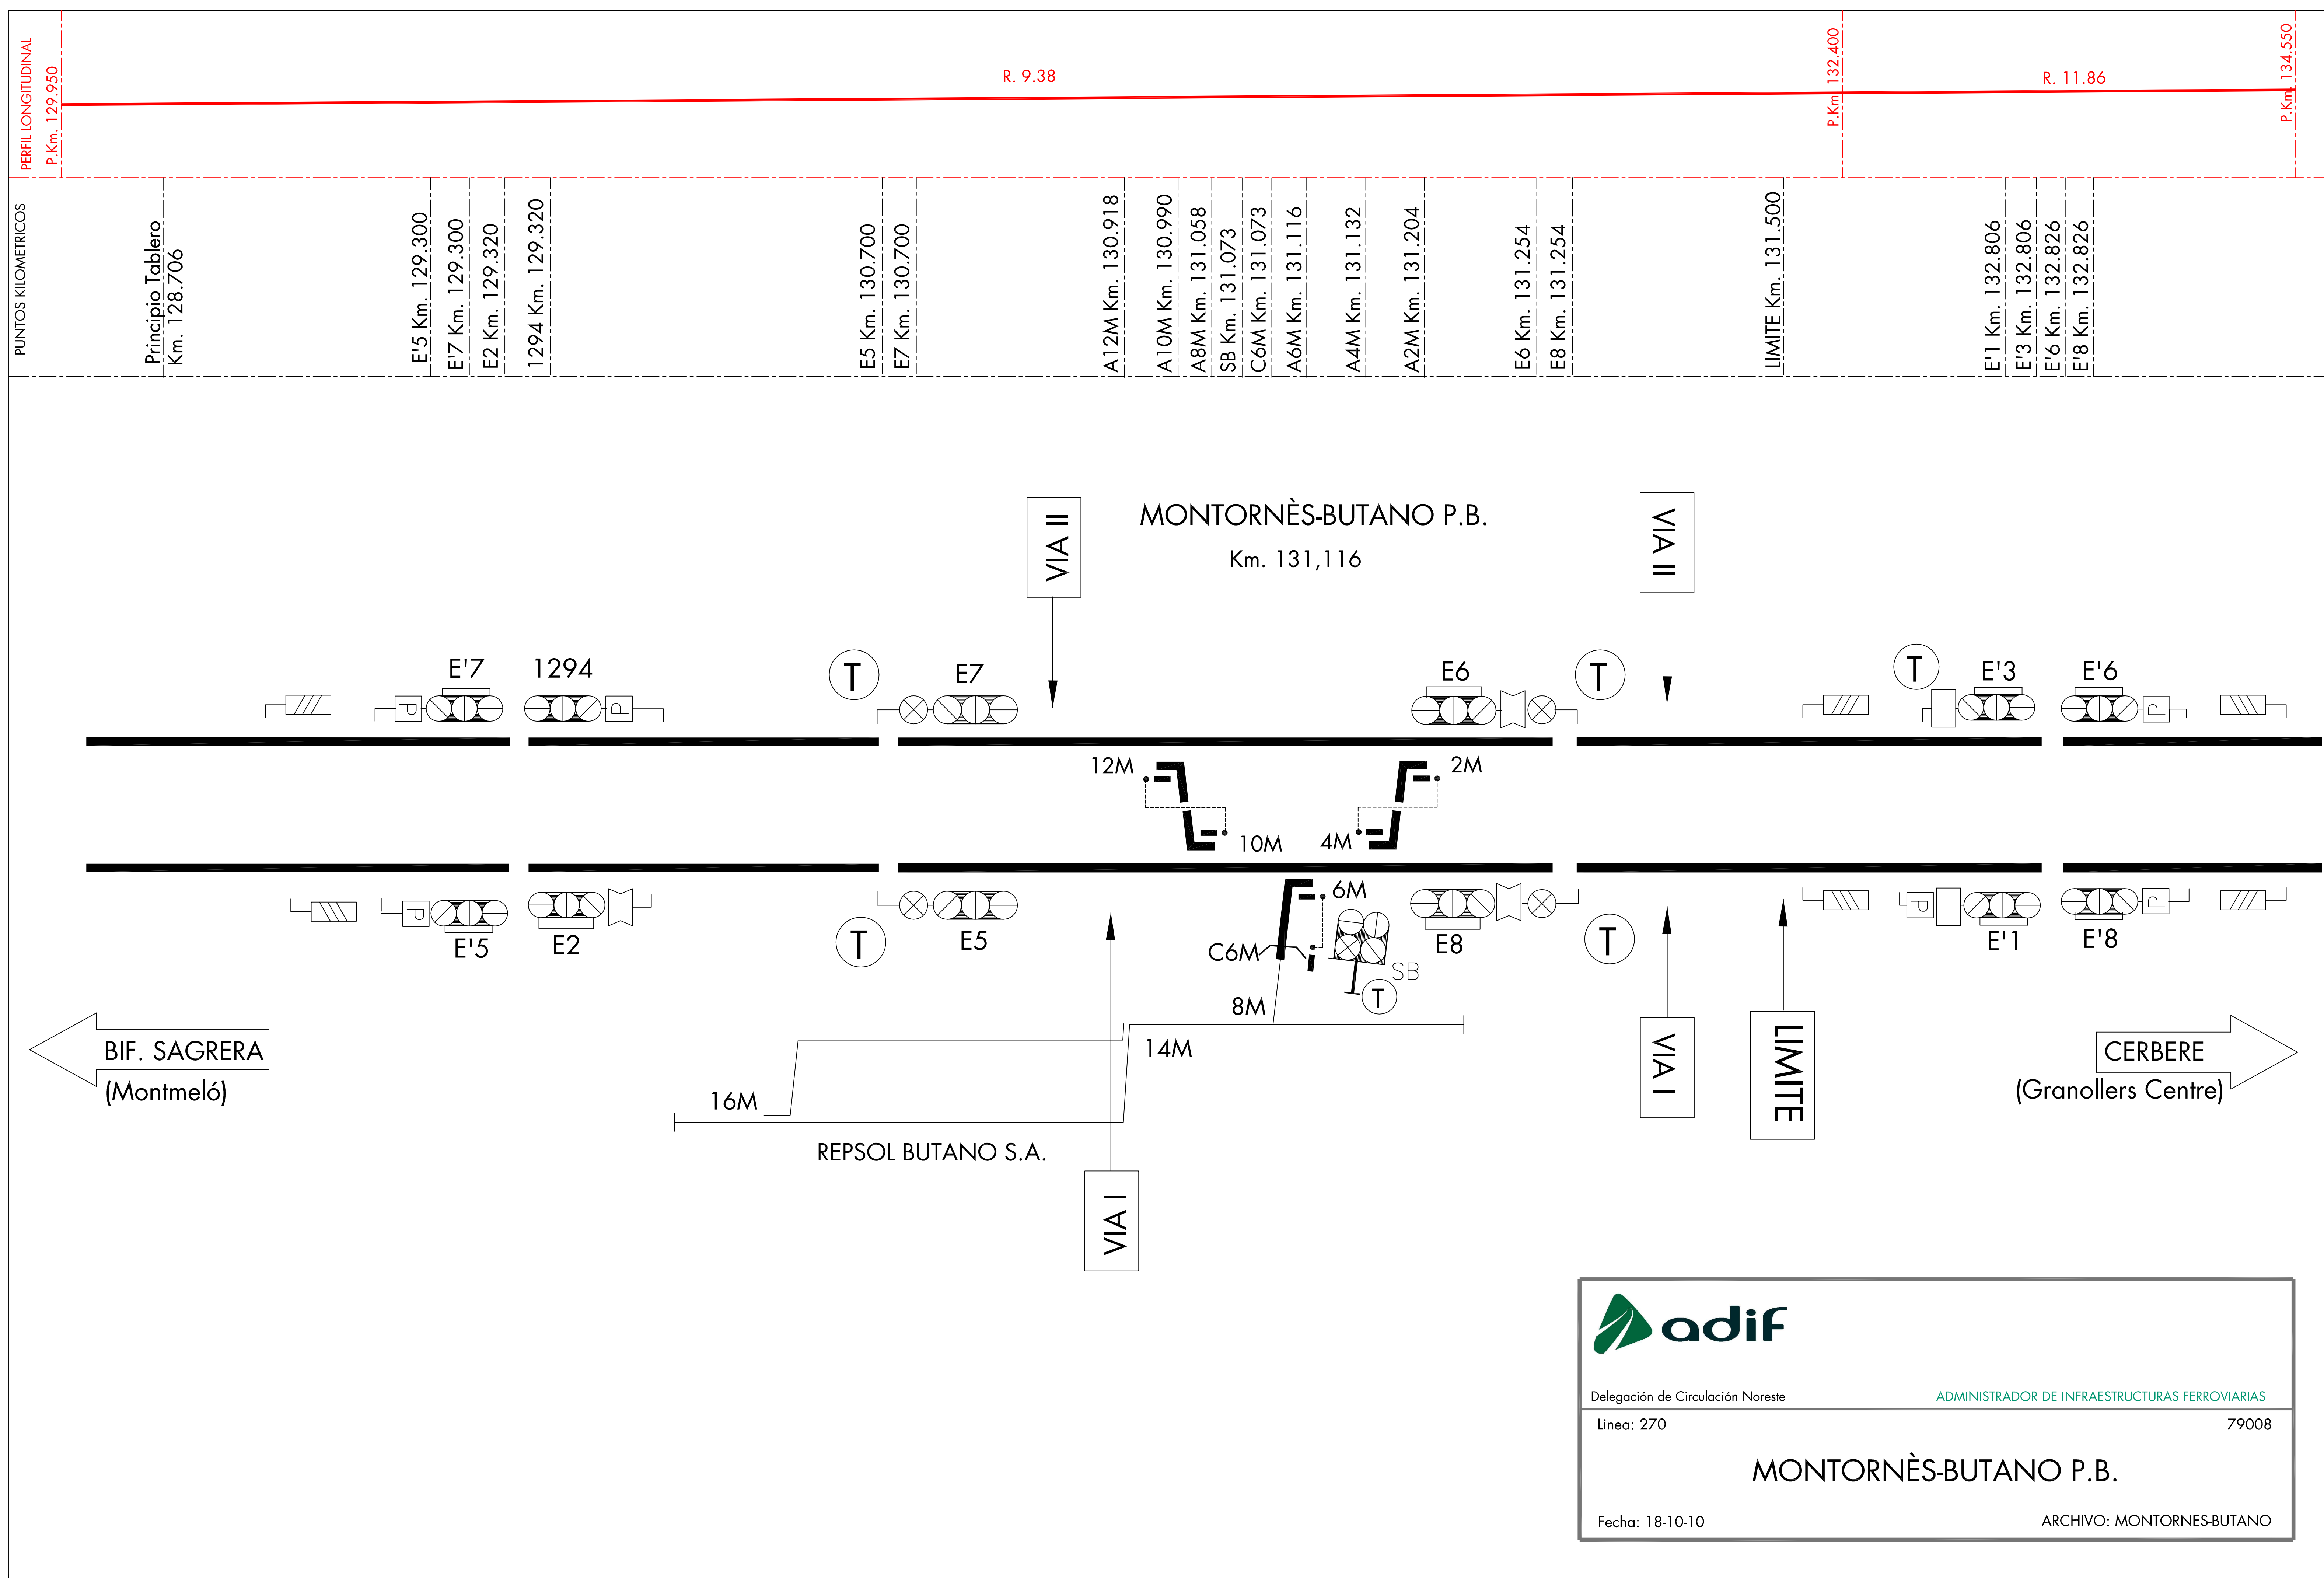 PERFIL LONGITUDINAL
P.Km. 129.950
R. 9.38
P.Km. 132.400
R. 11.86
P.Km. 134.550
PUNTOS KILOMETRICOS
Principio Tablero
Km. 128.706
E'5 Km. 129.300
E'7 Km. 129.300
E2 Km. 129.320
1294 Km. 129.320
E5 Km. 130.700
E7 Km. 130.700
A12M Km. 130.918
A10M Km. 130.990
A8M Km. 131.058
SB Km. 131.073
C6M Km. 131.073
A6M Km. 131.116
A4M Km. 131.132
A2M Km. 131.204
E6 Km. 131.254
E8 Km. 131.254
LIMITE Km. 131.500
E'1 Km. 132.806
E'3 Km. 132.806
E'6 Km. 132.826
E'8 Km. 132.826
MONTORNÈS-BUTANO P.B.
Km. 131,116
VIA II
VIA II
E'7
1294
T
E7
E6
T
T
E'3
E'6
P
P
P
12M
2M
10M
4M
6M
P
P
P
E'5
E2
T
E5
C6M
SB
T
E8
T
E'1
E'8
8M
14M
16M
REPSOL BUTANO S.A.
VIA I
VIA I
LIMITE
BIF. SAGRERA
(Montmeló)
CERBERE
(Granollers Centre)
adif
Delegación de Circulación Noreste
ADMINISTRADOR DE INFRAESTRUCTURAS FERROVIARIAS
Linea: 270
79008
MONTORNÈS-BUTANO P.B.
Fecha: 18-10-10
ARCHIVO: MONTORNES-BUTANO